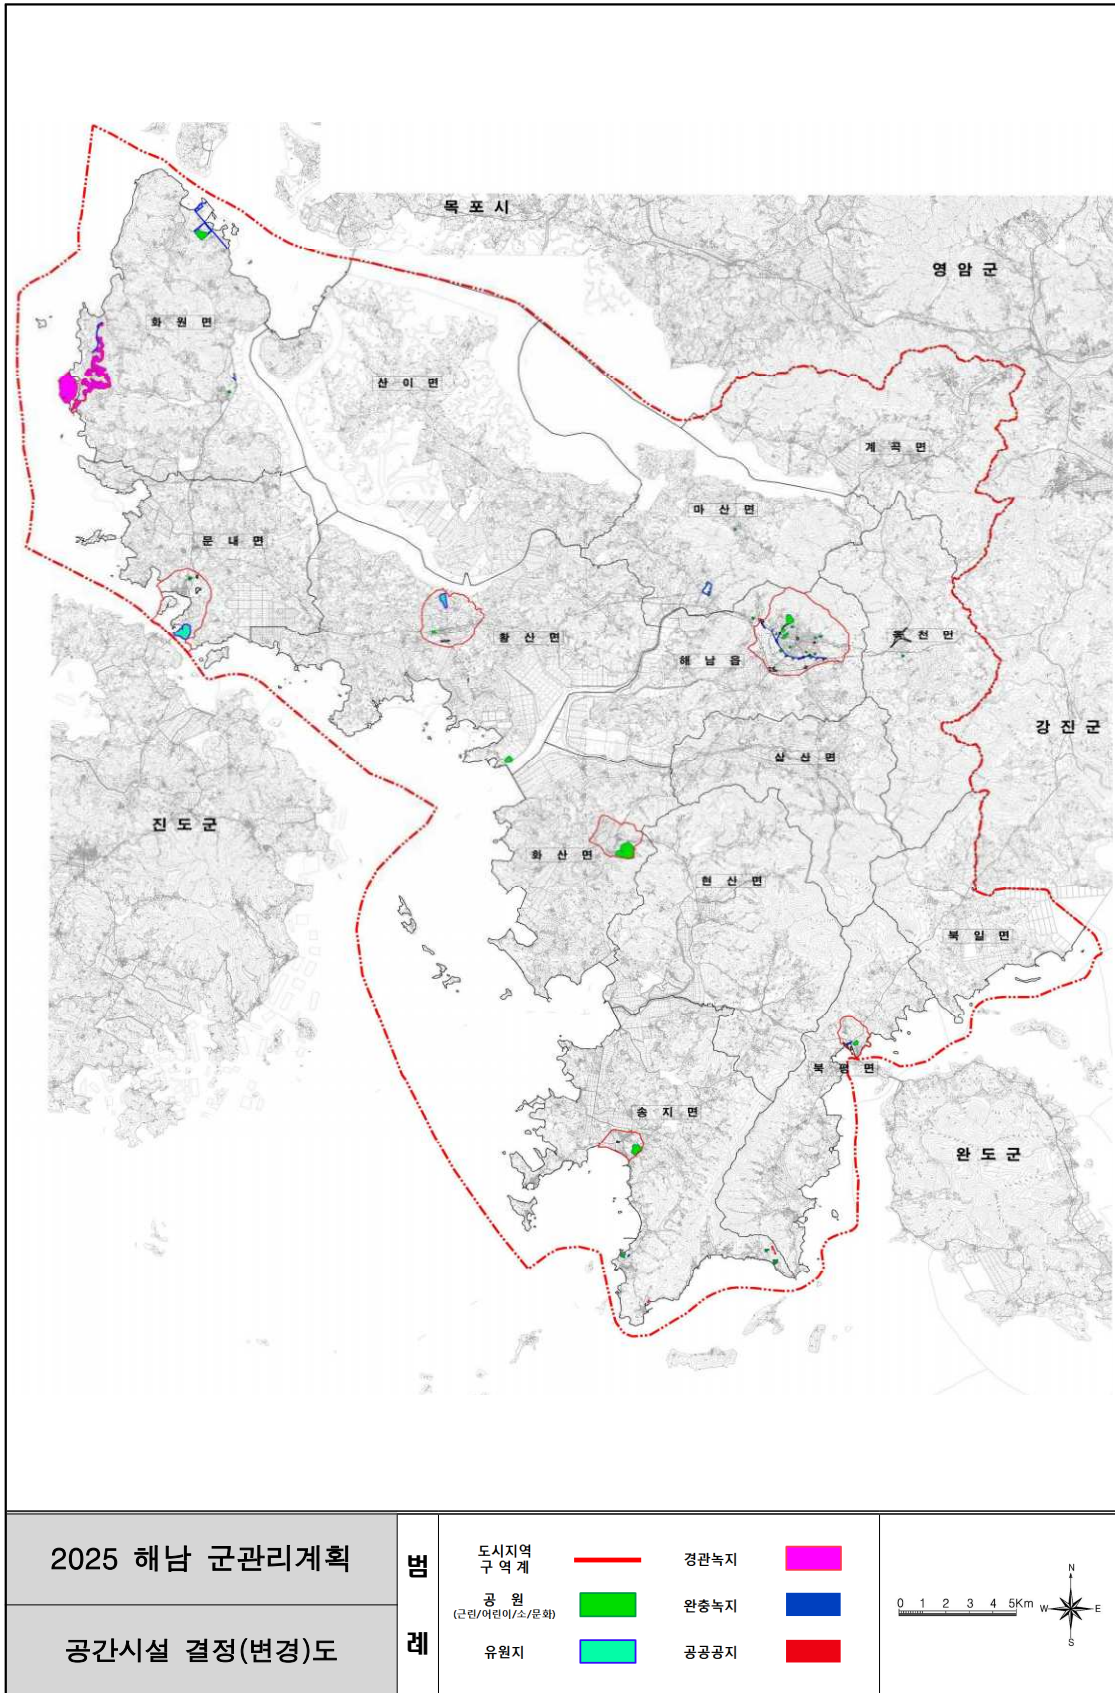 목포시
영암군
화원면
산이면
계곡면
마산면
문내면
황산면
옥천면
해남읍
강진군
삼산면
진도군
화산면
현산면
북일면
북평면
송지면
완도군
2025 해남 군관리계획
공간시설 결정(변경)도
범
례
도시지역
구역계
공 원
(근린/어린이/소/문화)
유원지
경관녹지
완충녹지
공공공지
0 1 2 3 4 5Km
N
W E
S